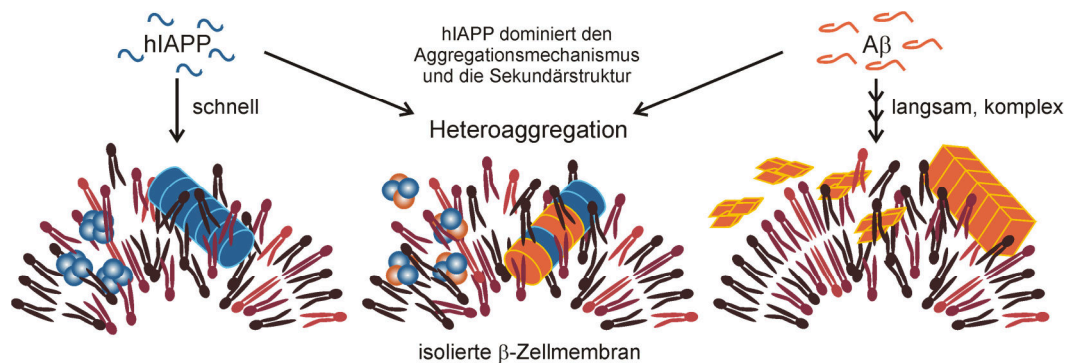 hIAPP
schnell
hIAPP dominiert den
Aggregationsmechanismus
und die Sekundärstruktur
Heteroaggregation
Aβ
langsam, komplex
isolierte β-Zellmembran